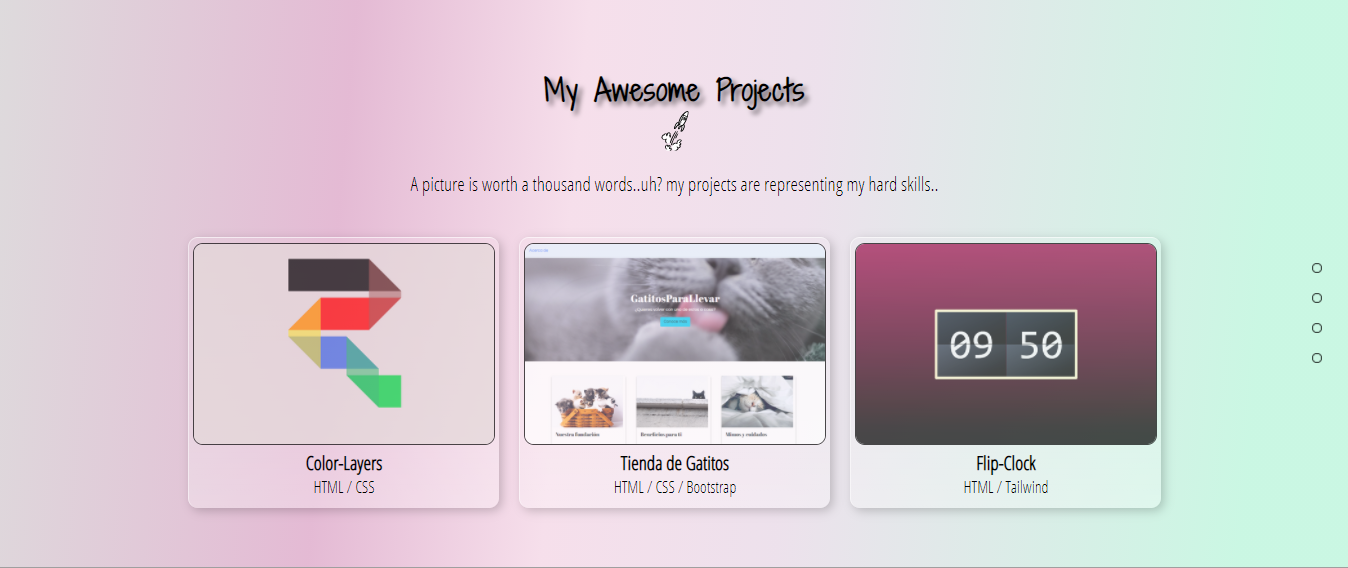 My Awesome Projects
A picture is worth a thousand words..uh? my projects are representing my hard skills..
GatitosParaLlevar
Nuestra fundación
Beneficios para ti
Mimos y cuidados
09 50
Color-Layers
HTML / CSS
Tienda de Gatitos
HTML / CSS / Bootstrap
Flip-Clock
HTML / Tailwind